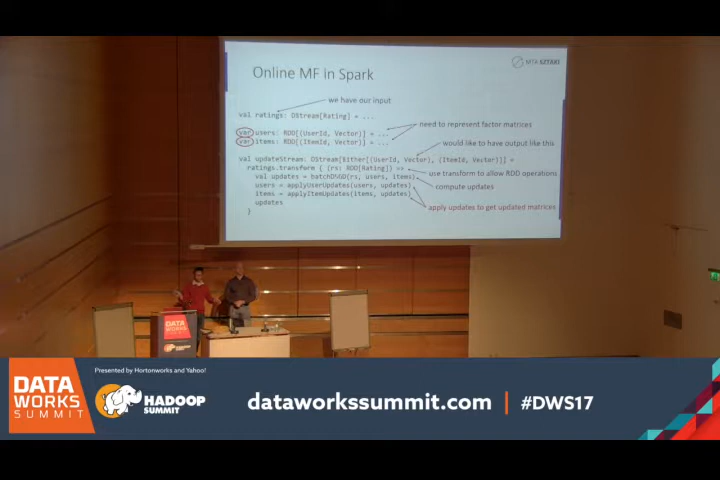 Online MF in Spark
MTA SZTAKI
we have our input
val ratings: DStream[Rating] = ...
need to represent factor matrices
var users: RDD[(UserId, Vector)] = ...
var items: RDD[(ItemId, Vector)] = ...
would like to have output like this
val updateStream: DStream[Either[(UserId, Vector), (ItemId, Vector)]] =
ratings.transform { (rs: RDD[Rating]) =>
use transform to allow RDD operations
val updates = batchDSGD(rs, users, items)
compute updates
users = applyUserUpdates(users, updates)
items = applyItemUpdates(items, updates)
apply updates to get updated matrices
updates
}
DATA
WORKS
DATA
WORKS
SUMMIT
Presented by Hortonworks and Yahoo!
HADOOP
SUMMIT
dataworkssummit.com | #DWS17